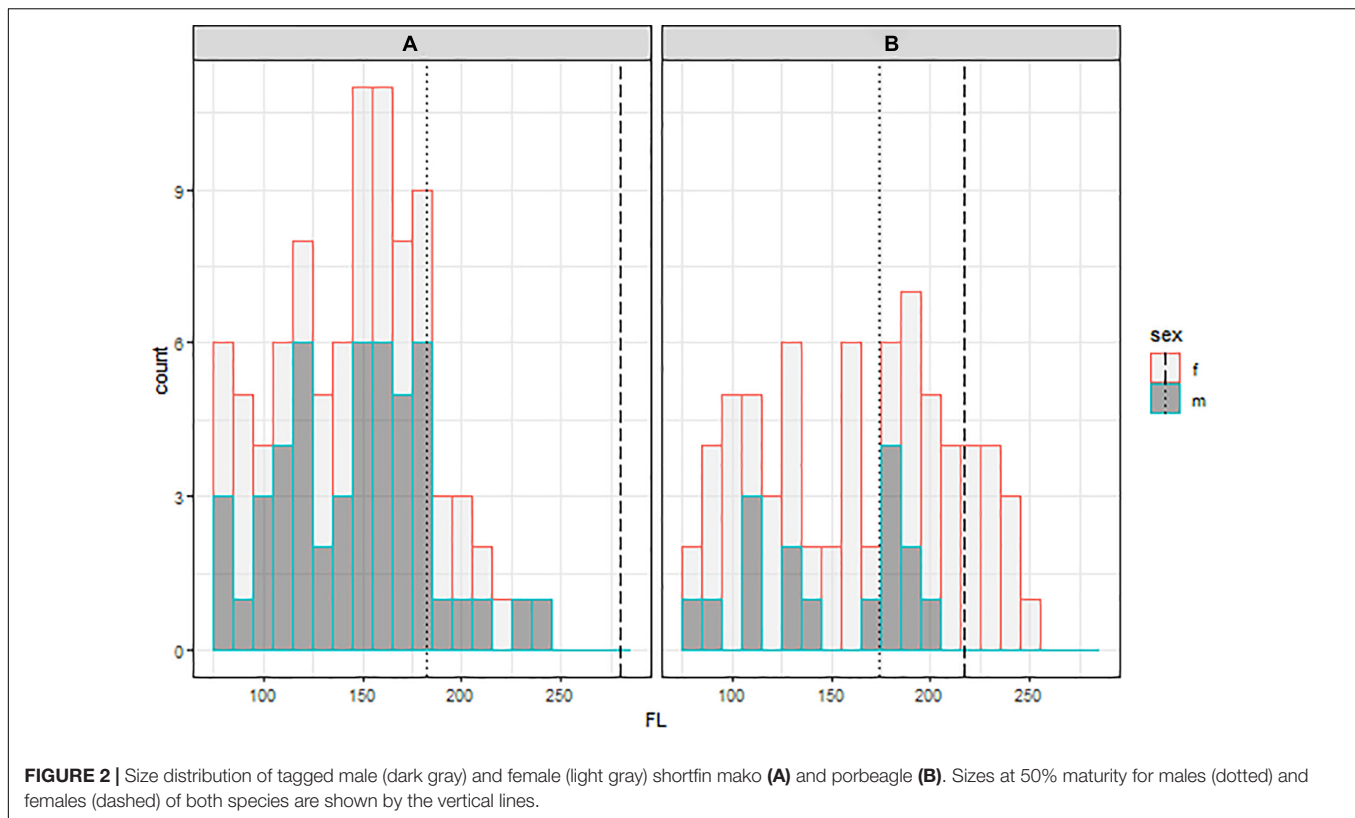 A
B
count
9
6
3
0
100 150 200 250
100 150 200 250
FL
sex
f
m
FIGURE 2 | Size distribution of tagged male (dark gray) and female (light gray) shortfin mako (A) and porbeagle (B). Sizes at 50% maturity for males (dotted) and
females (dashed) of both species are shown by the vertical lines.